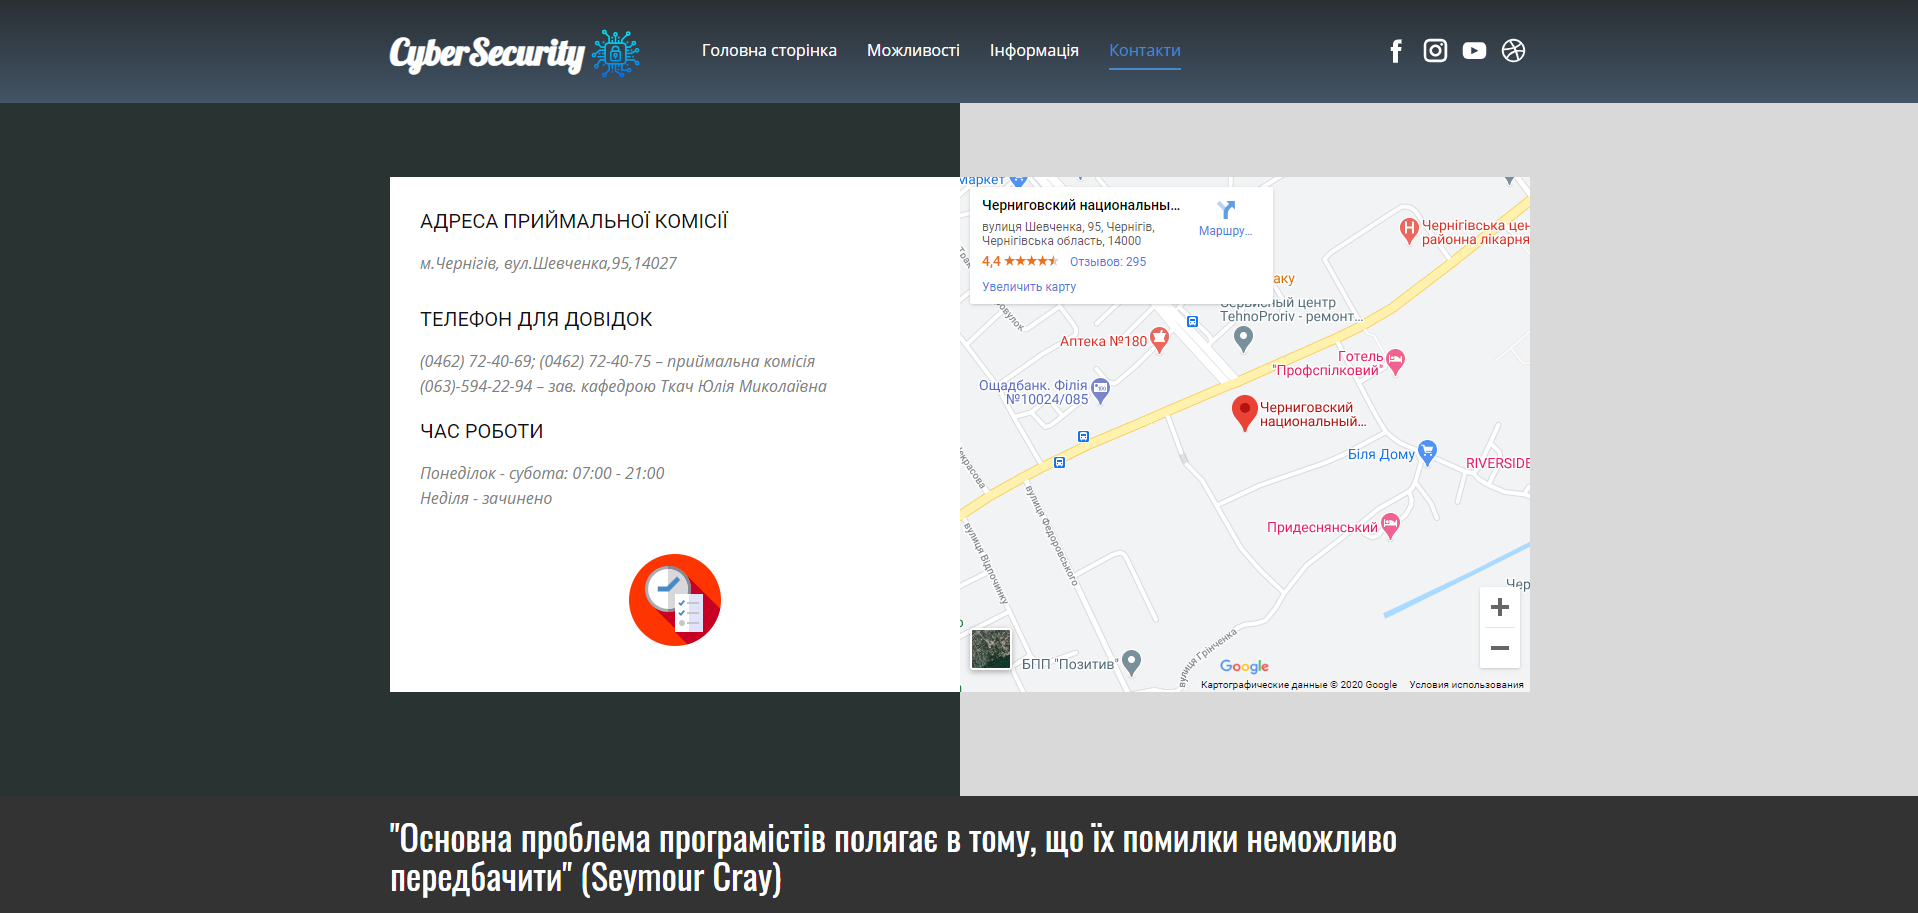 CyberSecurity
Головна сторінка
Можливості
Інформація
Контакти
АДРЕСА ПРИЙМАЛЬНОЇ КОМІСІЇ
м.Чернігів, вул.Шевченка,95,14027
ТЕЛЕФОН ДЛЯ ДОВІДОК
(0462) 72-40-69; (0462) 72-40-75 – приймальна комісія
(063)-594-22-94 – зав. кафедрою Ткач Юлія Миколаївна
ЧАС РОБОТИ
Понеділок - субота: 07:00 - 21:00
Неділя - зачинено
Маркет
Черниговский национальны...
вулиця Шевченка, 95, Чернігів,
Чернігівська область, 14000
4,4
Отзывов: 295
Увеличить карту
Маршру...
Чернігівська цен
районна лікарня
аку
Сервисный центр
TehnoProriv - ремонт...
Аптека №180
Готель
"Профспілковий"
Ощадбанк. Філія
№10024/085
Черниговский
национальный...
Біля Дому
RIVERSIDE
Придеснянський
вулиця Федоровського
вулиця Відпочинку
вулиця Грінченка
Чер
БПП "Позитив"
Google
Картографические данные © 2020 Google
Условия использования
"Основна проблема програмістів полягає в тому, що їх помилки неможливо
передбачити" (Seymour Cray)